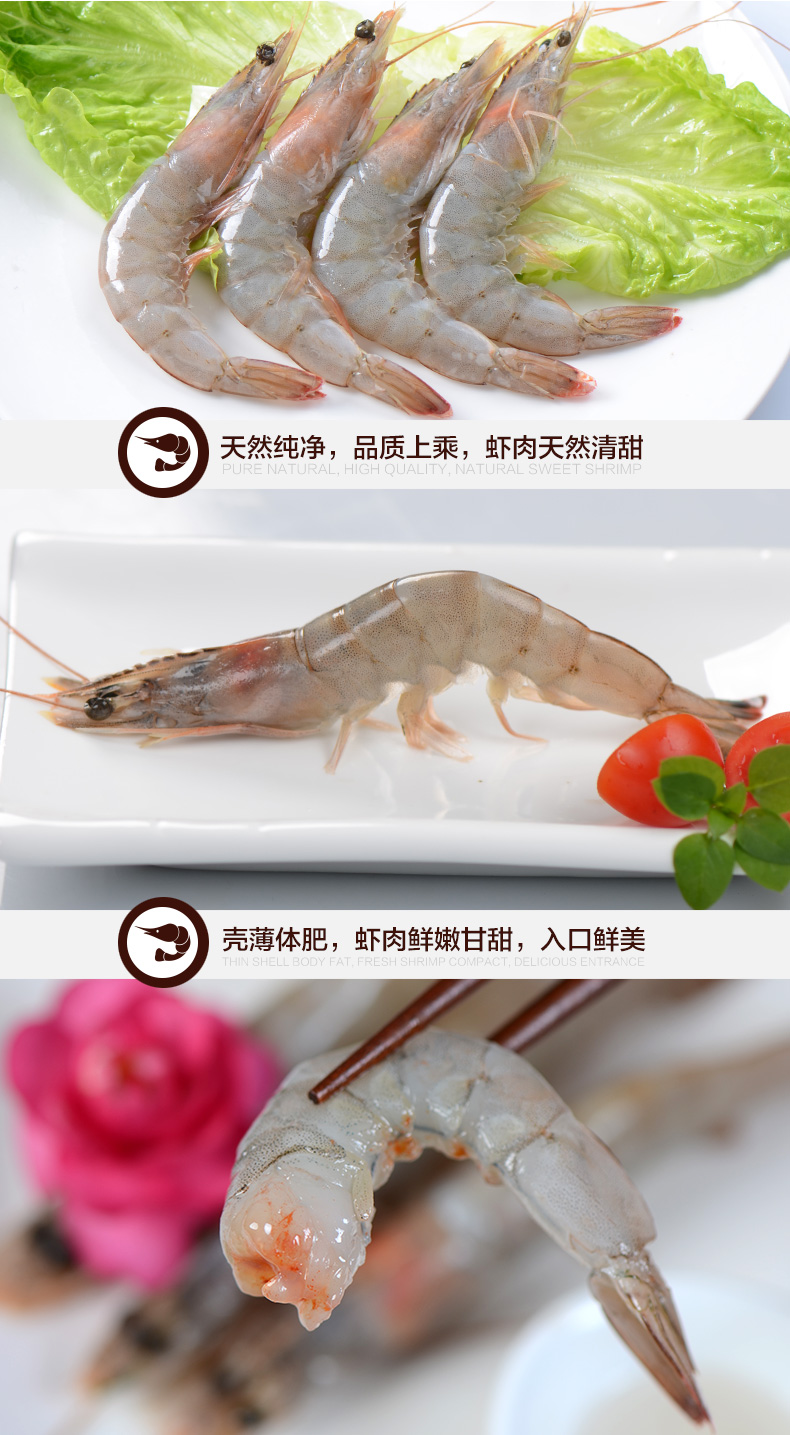 天然纯净，品质上乘，虾肉天然清甜
PURE NATURAL, HIGH QUALITY, NATURAL SWEET SHRIMP
壳薄体肥，虾肉鲜嫩甘甜，入口鲜美
THIN SHELL BODY FAT, FRESH SHRIMP COMPACT, DELICIOUS ENTRANCE